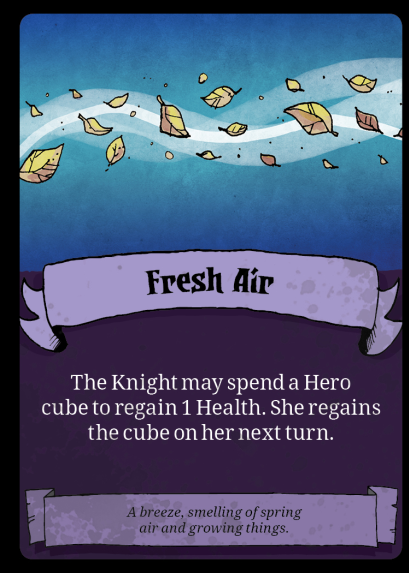 Fresh Air
The Knight may spend a Hero
cube to regain 1 Health. She regains
the cube on her next turn.
A breeze, smelling of spring
air and growing things.